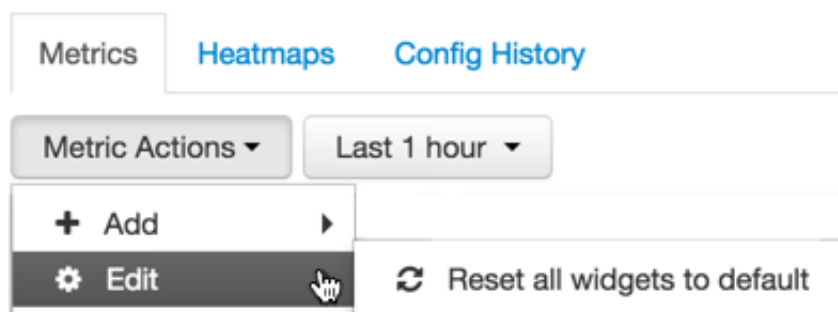 Metrics Heatmaps Config History
Metric Actions Last 1 hour
Add
Edit Reset all widgets to default